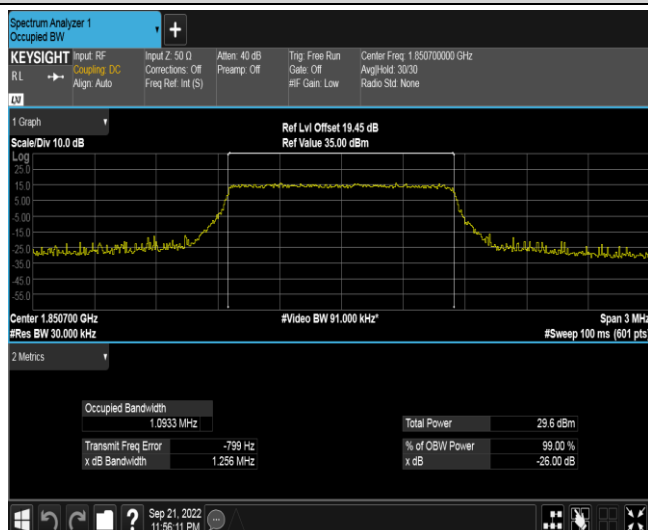 Spectrum Analyzer 1
Occupied BW
+
KEYSIGHT Input: RF Input Z: 50 Ω Atten: 40 dB Trig: Free Run Center Freq: 1.850700000 GHz
RL Coupling: DC Corrections: Off Preamp: Off Gate: Off Avg|Hold: 30/30
Align: Auto Freq Ref: Int (S) #IF Gain: Low Radio Std: None
LXI
1 Graph Ref Lvl Offset 19.45 dB
Scale/Div 10.0 dB Ref Value 35.00 dBm
Log
25.0
15.0
5.00
-5.00
-15.0
-25.0
-35.0
-45.0
-55.0
Center 1.850700 GHz #Video BW 91.000 kHz* Span 3 MHz
#Res BW 30.000 kHz #Sweep 100 ms (601 pts)
2 Metrics
Occupied Bandwidth
1.0933 MHz Total Power 29.6 dBm
Transmit Freq Error -799 Hz % of OBW Power 99.00 %
x dB Bandwidth 1.256 MHz x dB -26.00 dB
? Sep 21, 2022
11:56:11 PM